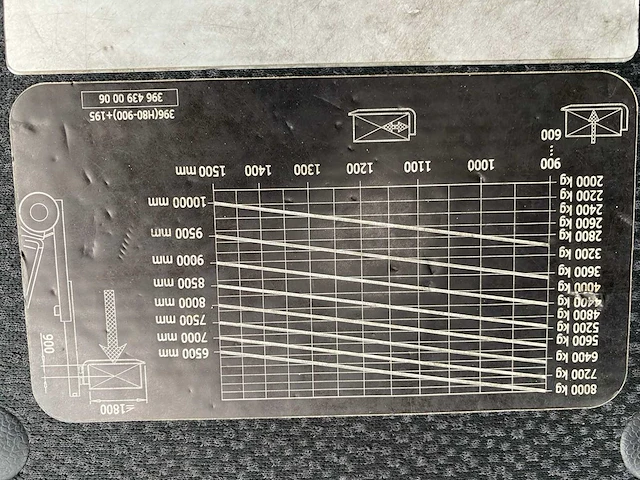 8000 kg
7200 kg
6400 kg
5600 kg
5200 kg
4800 kg
4000 kg
3600 kg
3200 kg
2800 kg
2600 kg
2400 kg
2200 kg
2000 kg
6500 mm
7000 mm
7500 mm
8000 mm
8500 mm
9000 mm
9500 mm
10000 mm
≤1800
900
900 1000 1100 1200 1300 1400 1500 mm
600
396(H80-900)+195
396 439 00 06